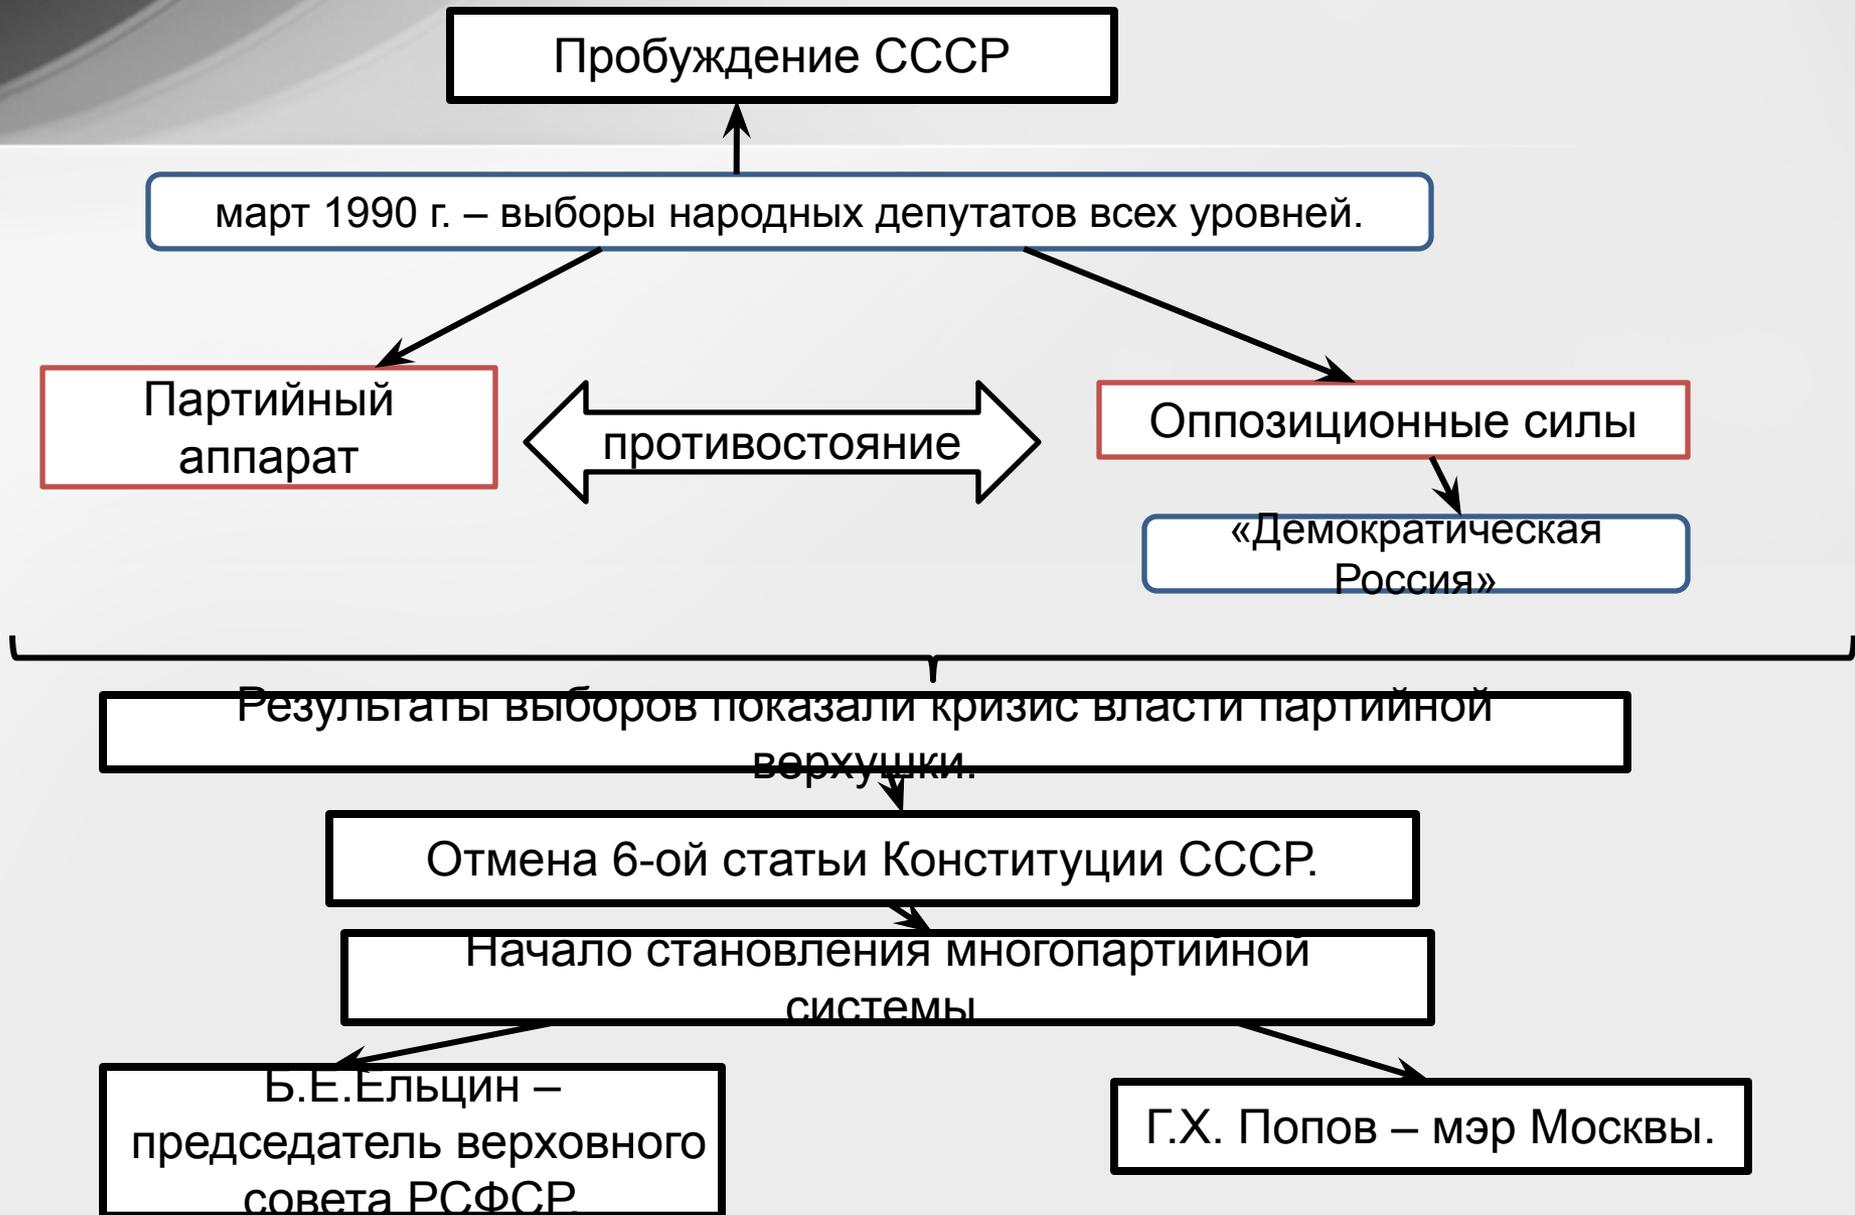 Пробуждение СССР
март 1990 г. – выборы народных депутатов всех уровней.
Партийный
аппарат
противостояние
Оппозиционные силы
«Демократическая
Россия»
Результаты выборов показали кризис власти партийной
верхушки.
Отмена 6-ой статьи Конституции СССР.
Начало становления многопартийной
системы
Б.Е.Ельцин –
председатель верховного
совета РСФСР.
Г.Х. Попов – мэр Москвы.